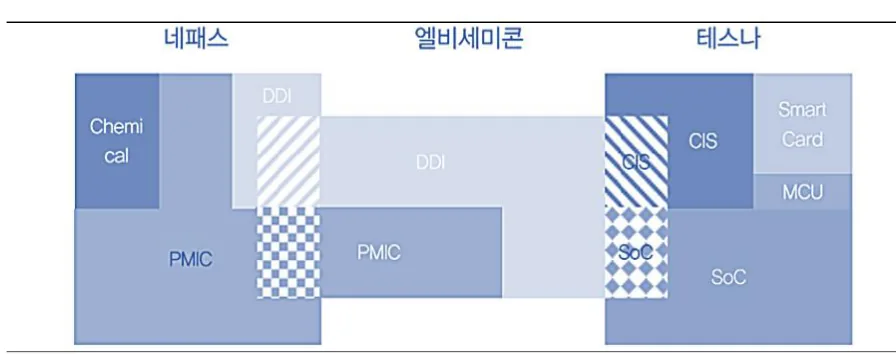 네패스
엘비세미콘
테스나
Chemi
cal
DDI
PMIC
DDI
PMIC
CIS
SoC
CIS
Smart
Card
MCU
SoC